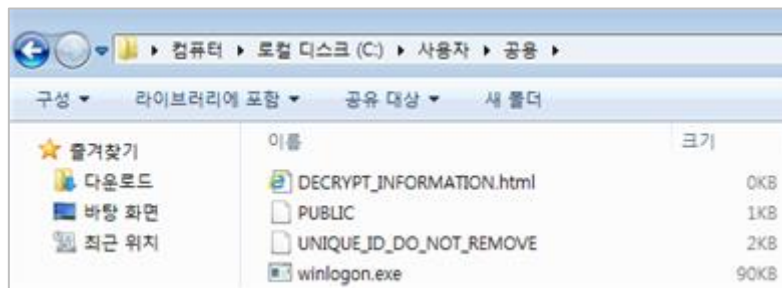 컴퓨터 ▸ 로컬 디스크 (C:) ▸ 사용자 ▸ 공용 ▸
구성 ▾ 라이브러리에 포함 ▾ 공유 대상 ▾ 새 폴더
즐겨찾기
다운로드
바탕 화면
최근 위치
이름 크기
DECRYPT_INFORMATION.html 0KB
PUBLIC 1KB
UNIQUE_ID_DO_NOT_REMOVE 2KB
winlogon.exe 90KB